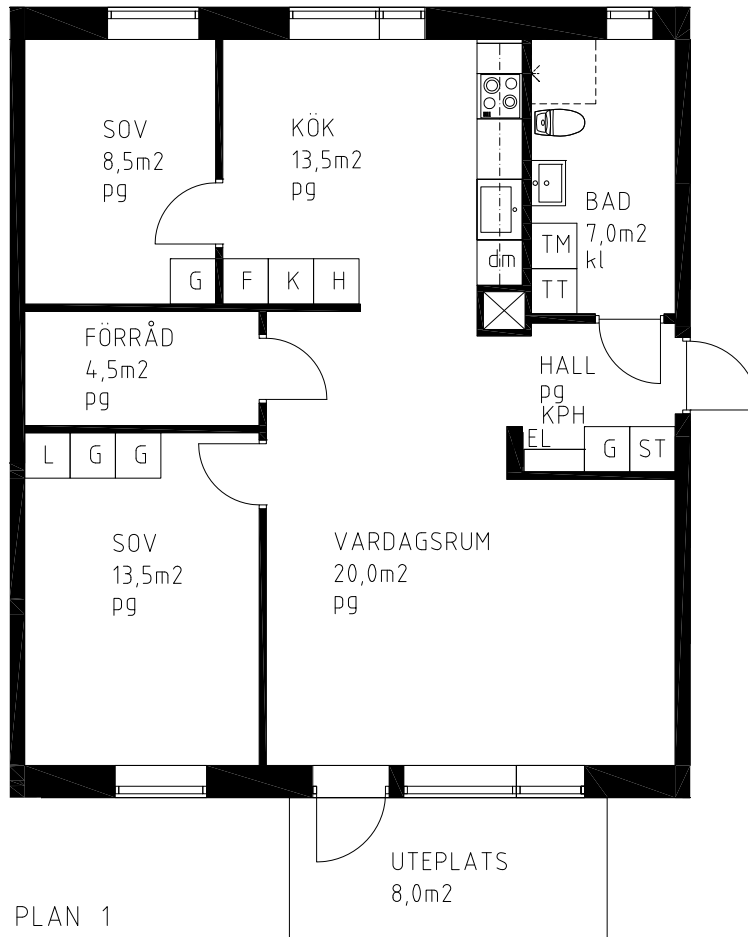 SOV
8,5m2
pg
KÖK
13,5m2
pg
BAD
7,0m2
kl
TM
TT
dm
G
F
K
H
FÖRRÅD
4,5m2
pg
HALL
pg
KPH
EL
G
ST
L
G
G
SOV
13,5m2
pg
VARDAGSRUM
20,0m2
pg
UTEPLATS
8,0m2
PLAN 1